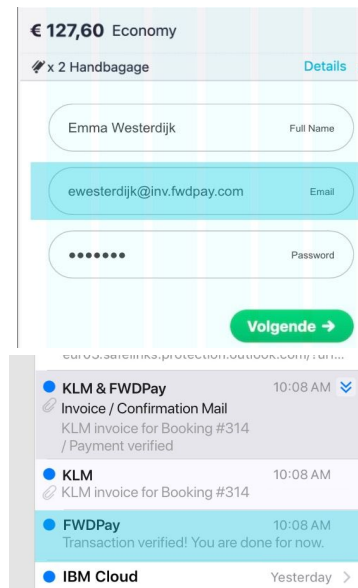 € 127,60 Economy
x 2 Handbagage Details
Emma Westerdijk Full Name
ewesterdijk@inv.fwdpay.com Email
Password
Volgende →
KLM & FWDPay 10:08 AM
Invoice / Confirmation Mail
KLM invoice for Booking #314
/ Payment verified
KLM 10:08 AM
KLM invoice for Booking #314
FWDPay 10:08 AM
Transaction verified! You are done for now.
IBM Cloud Yesterday